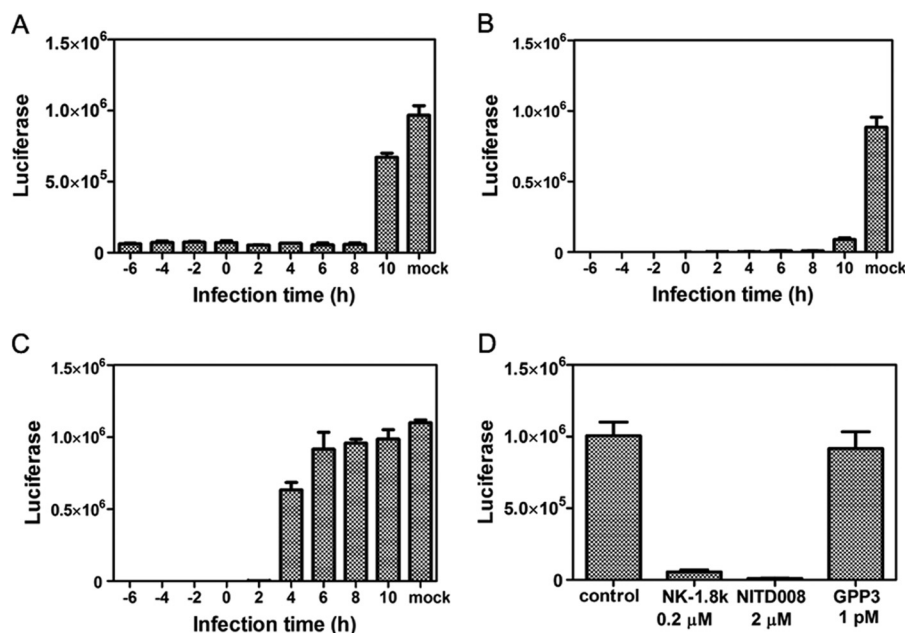 A
1.5×10⁶
1.0×10⁶
5.0×10⁵
0
Luciferase
-6 -4 -2 0 2 4 6 8 10 mock
Infection time (h)
B
1.5×10⁶
1.0×10⁶
0.5×10⁶
0
Luciferase
-6 -4 -2 0 2 4 6 8 10 mock
Infection time (h)
C
1.5×10⁶
1.0×10⁶
0.5×10⁶
0
Luciferase
-6 -4 -2 0 2 4 6 8 10 mock
Infection time (h)
D
1.5×10⁶
1.0×10⁶
5.0×10⁵
0
Luciferase
control NK-1.8k NITD008 GPP3
0.2 μM 2 μM 1 pM